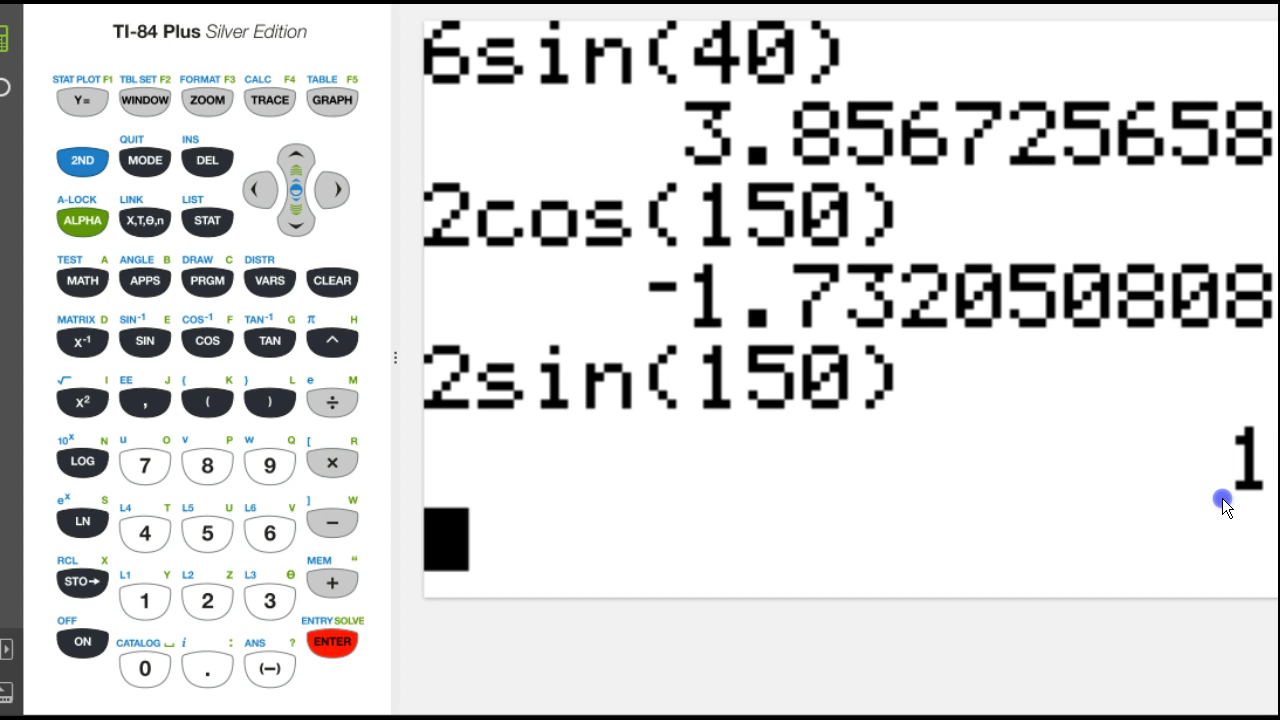 TI-84 Plus Silver Edition
STAT PLOT F1 TBL SET F2 FORMAT F3 CALC F4 TABLE F5
Y= WINDOW ZOOM TRACE GRAPH
QUIT INS
2ND MODE DEL
A-LOCK LINK LIST
ALPHA X,T,Θ,n STAT
TEST A ANGLE B DRAW C DISTR
MATH APPS PRGM VARS CLEAR
MATRIX D SIN⁻¹ E COS⁻¹ F TAN⁻¹ G π H
X⁻¹ SIN COS TAN ^
√ I EE J { K } L e M
X² , ( ) ÷
10ˣ N u O v P w Q [ R
LOG 7 8 9 ×
eˣ S L4 T L5 U L6 V ] W
LN 4 5 6 −
RCL X L1 Y L2 Z L3 Θ MEM “
STO→ 1 2 3 +
OFF ENTRY SOLVE
ON ENTER
CATALOG ⎵ i : ANS ?
0 . (−)
6sin(40)
3.856725658
2cos(150)
-1.732050808
2sin(150)
1